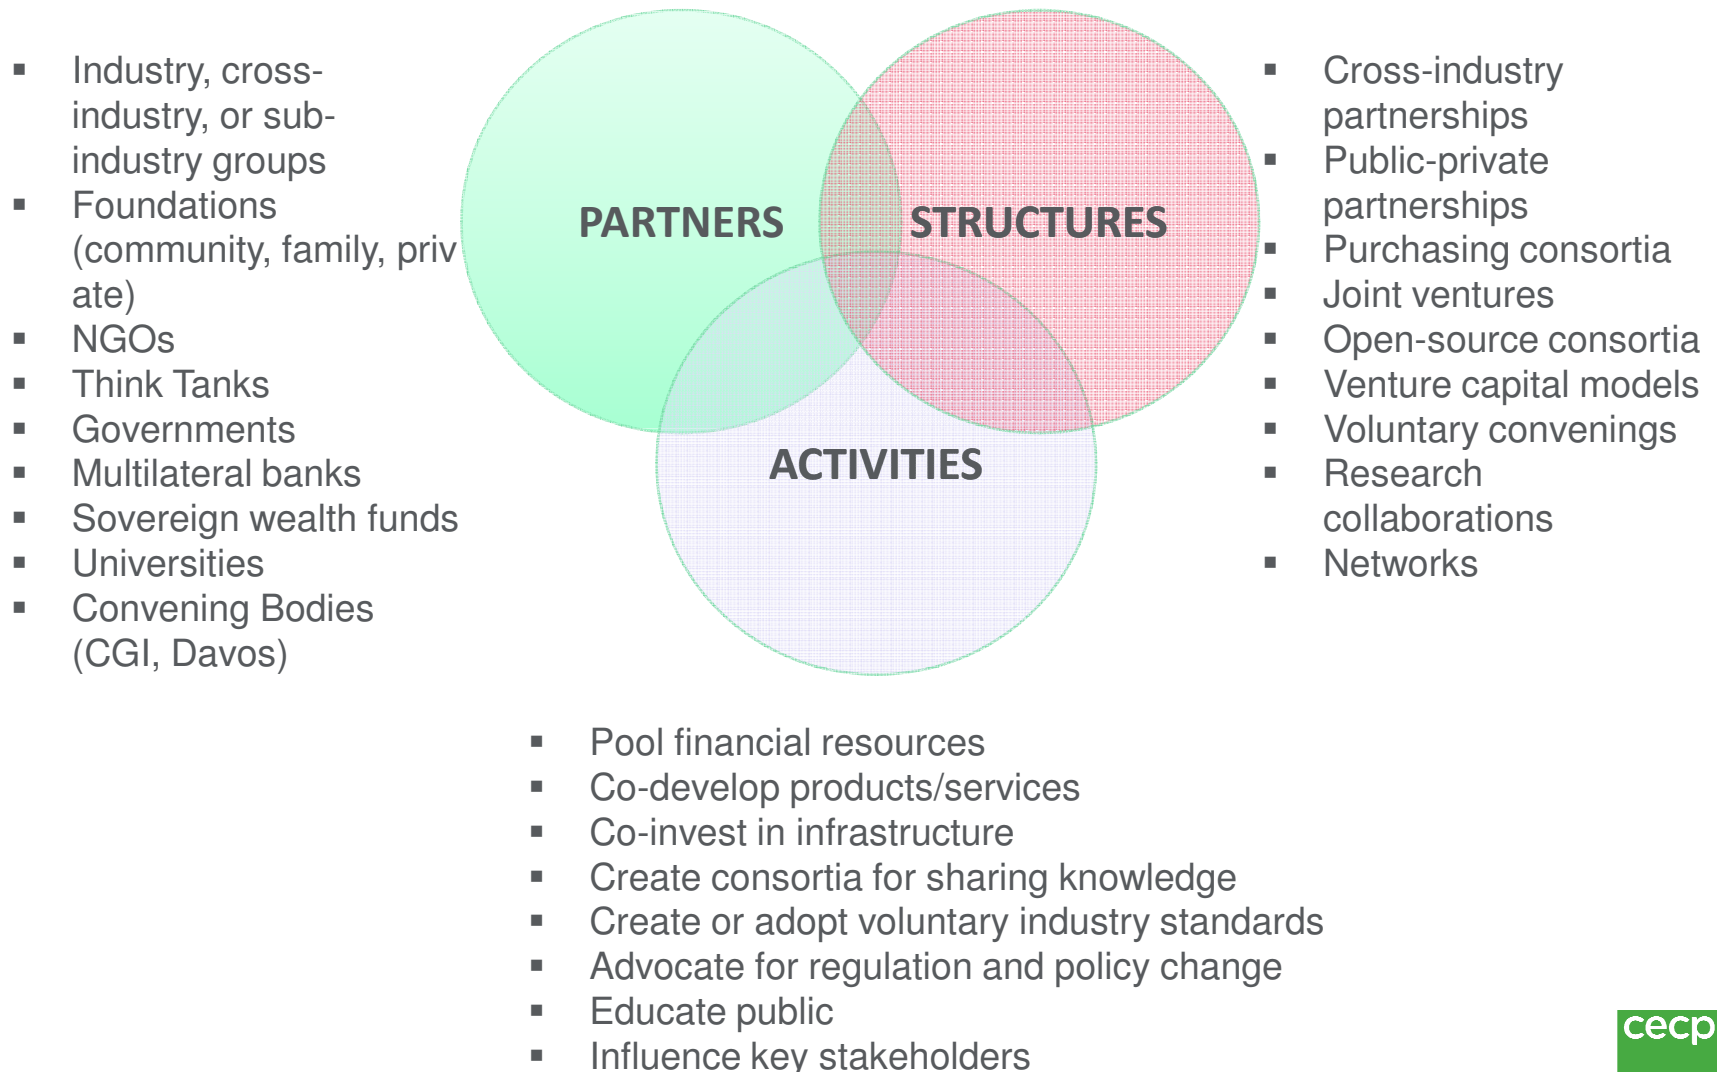 ▪ Industry, cross-
industry, or sub-
industry groups
▪ Foundations
(community, family, priv
ate)
▪ NGOs
▪ Think Tanks
▪ Governments
▪ Multilateral banks
▪ Sovereign wealth funds
▪ Universities
▪ Convening Bodies
(CGI, Davos)
PARTNERS
STRUCTURES
ACTIVITIES
▪ Cross-industry
partnerships
▪ Public-private
partnerships
▪ Purchasing consortia
▪ Joint ventures
▪ Open-source consortia
▪ Venture capital models
▪ Voluntary convenings
▪ Research
collaborations
▪ Networks
▪ Pool financial resources
▪ Co-develop products/services
▪ Co-invest in infrastructure
▪ Create consortia for sharing knowledge
▪ Create or adopt voluntary industry standards
▪ Advocate for regulation and policy change
▪ Educate public
▪ Influence key stakeholders
cecp